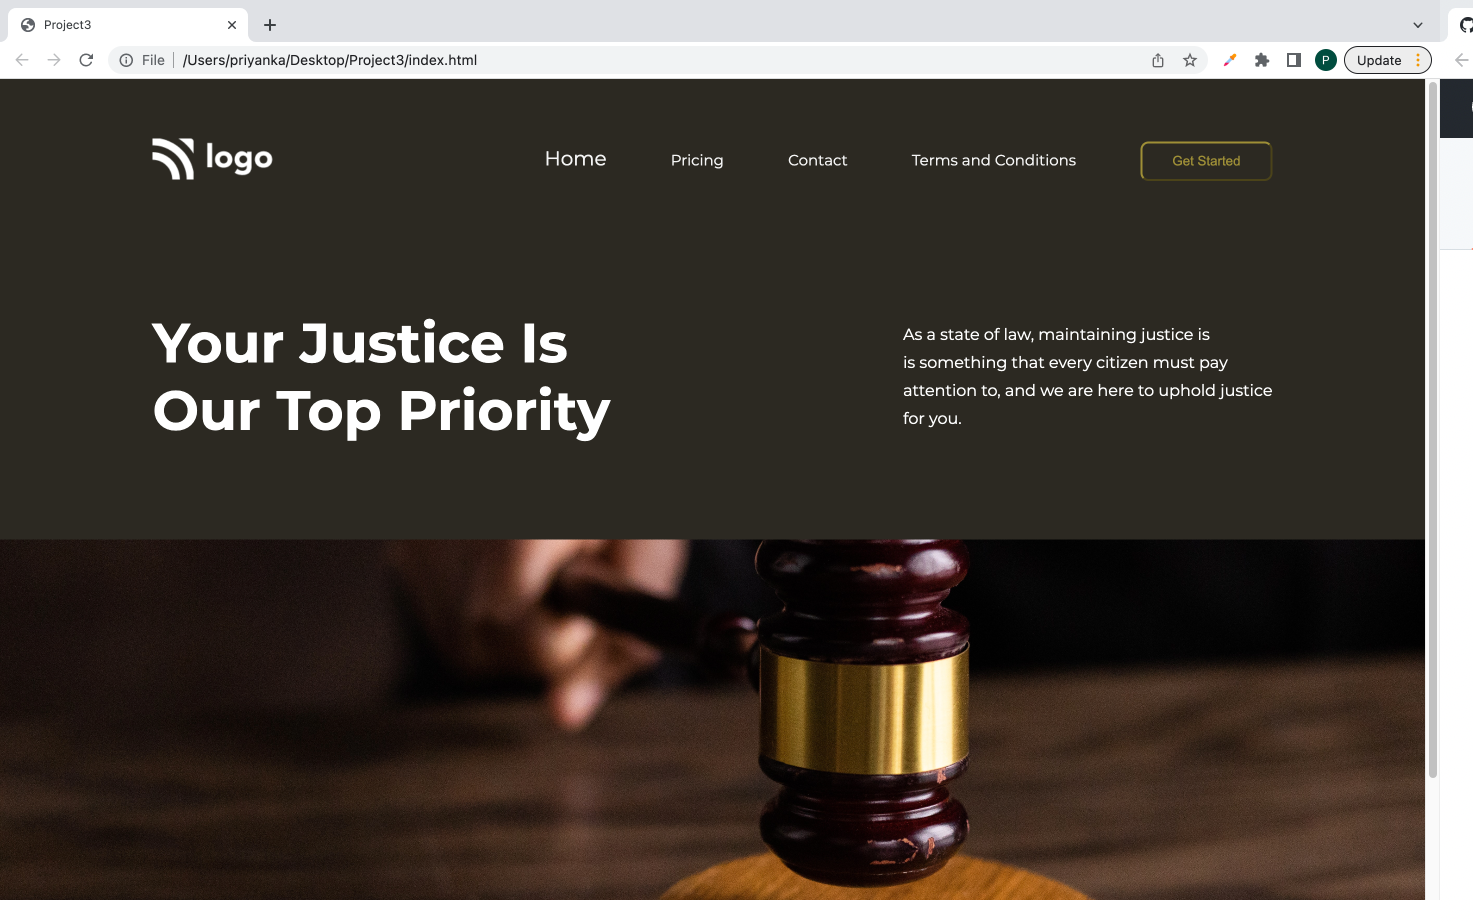 Project3
File /Users/priyanka/Desktop/Project3/index.html
P
Update
logo
Home Pricing Contact Terms and Conditions Get Started
Your Justice Is
Our Top Priority
As a state of law, maintaining justice is
is something that every citizen must pay
attention to, and we are here to uphold justice
for you.